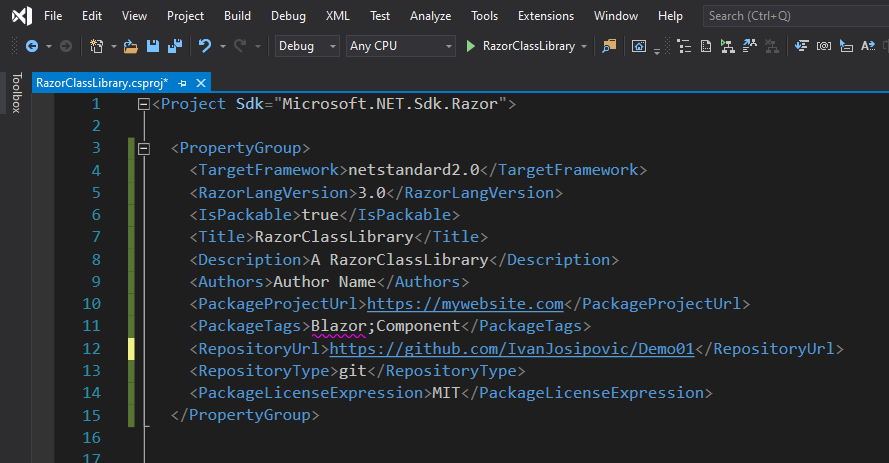 File Edit View Project Build Debug XML Test Analyze Tools Extensions Window Help Search (Ctrl+Q)
Debug Any CPU RazorClassLibrary
Toolbox
RazorClassLibrary.csproj*
1 <Project Sdk="Microsoft.NET.Sdk.Razor">
2
3 <PropertyGroup>
4 <TargetFramework>netstandard2.0</TargetFramework>
5 <RazorLangVersion>3.0</RazorLangVersion>
6 <IsPackable>true</IsPackable>
7 <Title>RazorClassLibrary</Title>
8 <Description>A RazorClassLibrary</Description>
9 <Authors>Author Name</Authors>
10 <PackageProjectUrl>https://mywebsite.com</PackageProjectUrl>
11 <PackageTags>Blazor;Component</PackageTags>
12 <RepositoryUrl>https://github.com/IvanJosipovic/Demo01</RepositoryUrl>
13 <RepositoryType>git</RepositoryType>
14 <PackageLicenseExpression>MIT</PackageLicenseExpression>
15 </PropertyGroup>
16
17